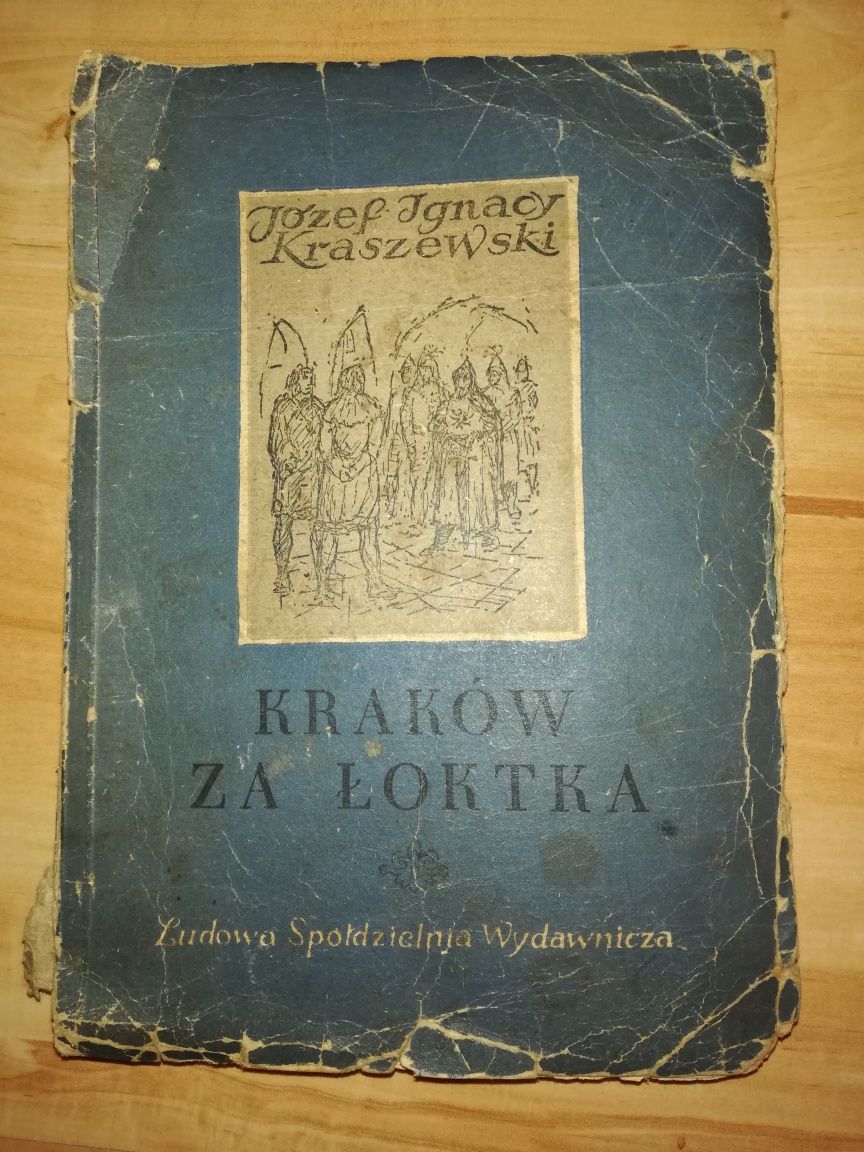 Józef Ignacy
Kraszewski
KRAKÓW
ZA ŁOKTKA
Ludowa Spółdzielnia Wydawnicza